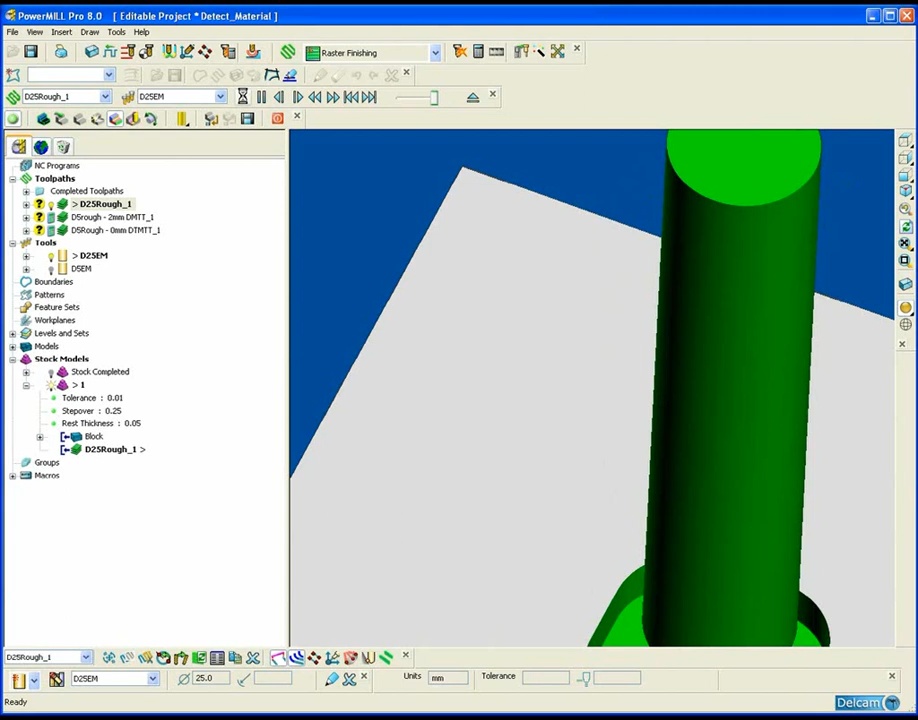 PowerMILL Pro 8.0 [ Editable Project * Detect_Material ]
File View Insert Draw Tools Help
Raster Finishing
D25Rough_1 D25EM
NC Programs
Toolpaths
Completed Toolpaths
> D25Rough_1
D5rough - 2mm DMTT_1
D5Rough - 0mm DTMTT_1
Tools
> D25EM
D5EM
Boundaries
Patterns
Feature Sets
Workplanes
Levels and Sets
Models
Stock Models
Stock Completed
> 1
Tolerance : 0.01
Stepover : 0.25
Rest Thickness : 0.05
Block
D25Rough_1 >
Groups
Macros
D25Rough_1
D25EM 25.0 Units mm Tolerance
Ready Delcam